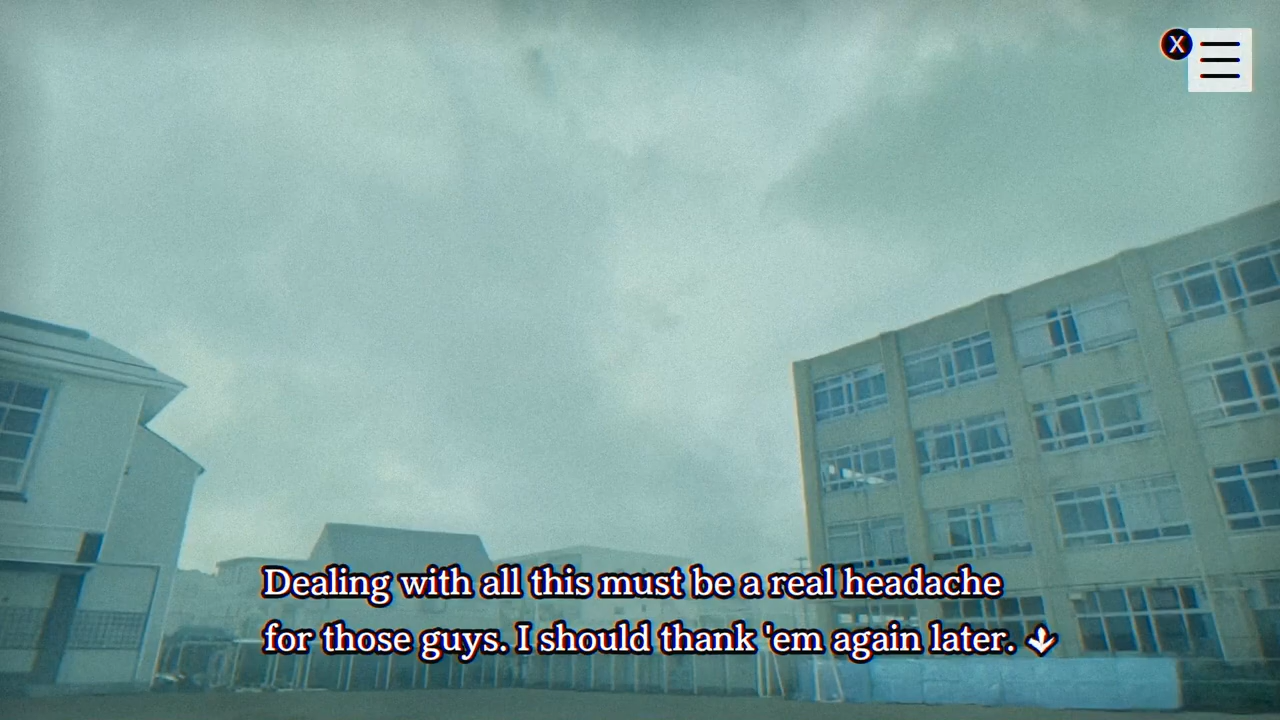 X
Dealing with all this must be a real headache
for those guys. I should thank 'em again later.